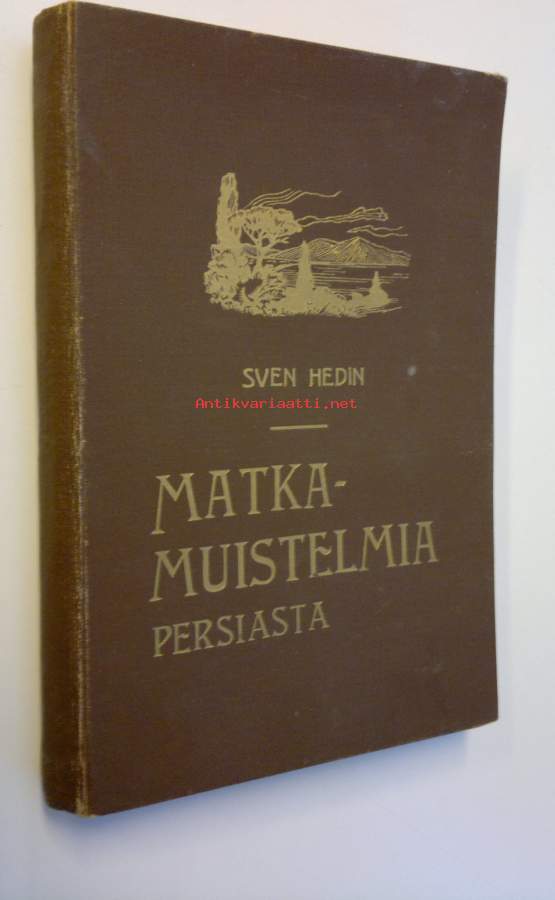 SVEN HEDIN
Antikvariaatti.net
MATKA-
MUISTELMIA
PERSIASTA